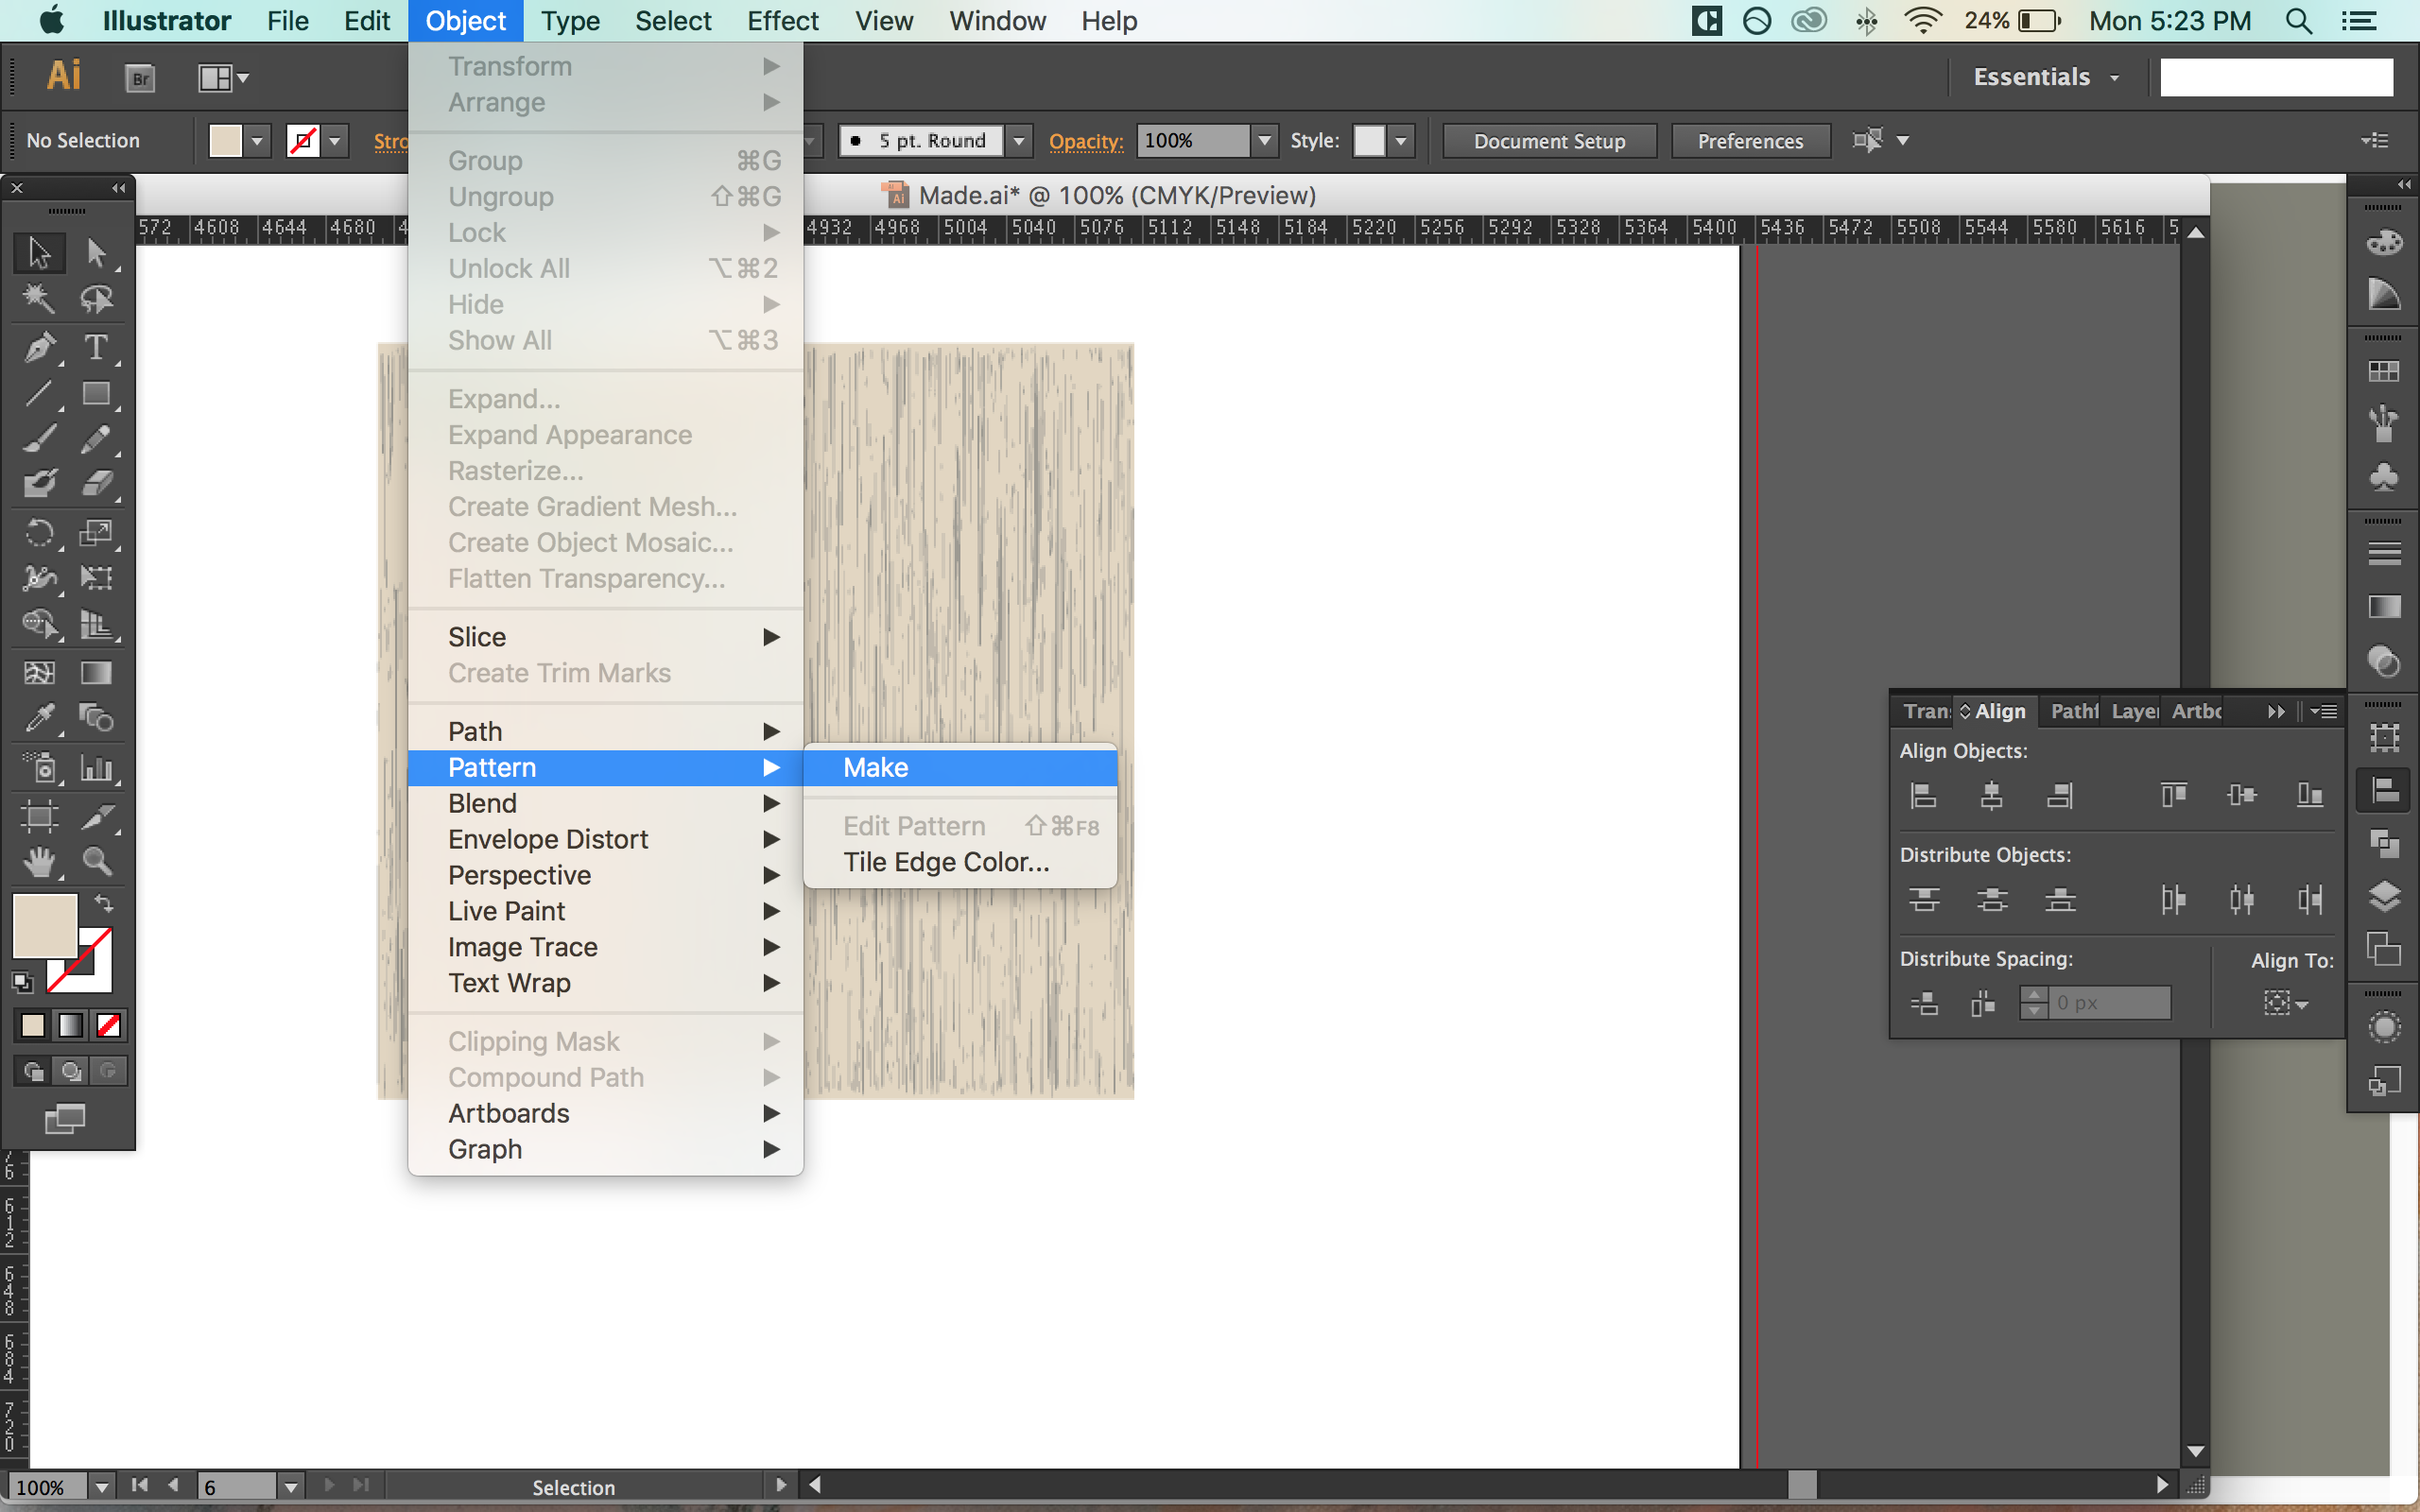 Illustrator File Edit Object Type Select Effect View Window Help 24% Mon 5:23 PM
Ai Br Essentials
No Selection Stro 5 pt. Round Opacity: 100% Style: Document Setup Preferences
Made.ai* @ 100% (CMYK/Preview)
572 4608 4644 4680 4 4932 4968 5004 5040 5076 5112 5148 5184 5220 5256 5292 5328 5364 5400 5436 5472 5508 5544 5580 5616 5
Transform
Arrange
Group ⌘G
Ungroup ⇧⌘G
Lock
Unlock All ⌥⌘2
Hide
Show All ⌥⌘3
Expand...
Expand Appearance
Rasterize...
Create Gradient Mesh...
Create Object Mosaic...
Flatten Transparency...
Slice
Create Trim Marks
Path
Pattern
Blend
Envelope Distort
Perspective
Live Paint
Image Trace
Text Wrap
Clipping Mask
Compound Path
Artboards
Graph
Make
Edit Pattern ⇧⌘F8
Tile Edge Color...
Tran Align Pathf Layer Artbo
Align Objects:
Distribute Objects:
Distribute Spacing: Align To:
0 px
76
612
648
684
720
100% 6 Selection